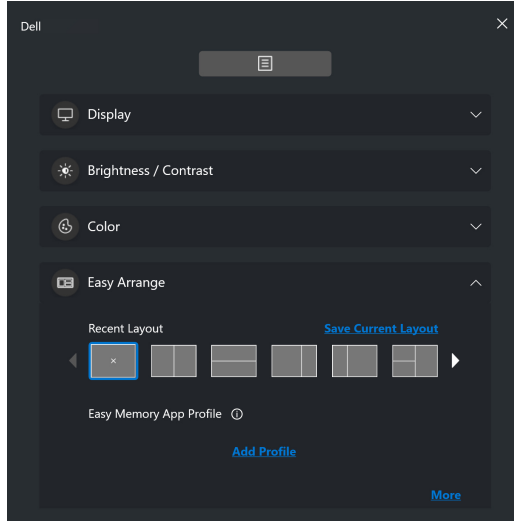 Dell
Display
Brightness / Contrast
Color
Easy Arrange
Recent Layout
Save Current Layout
Easy Memory App Profile
Add Profile
More